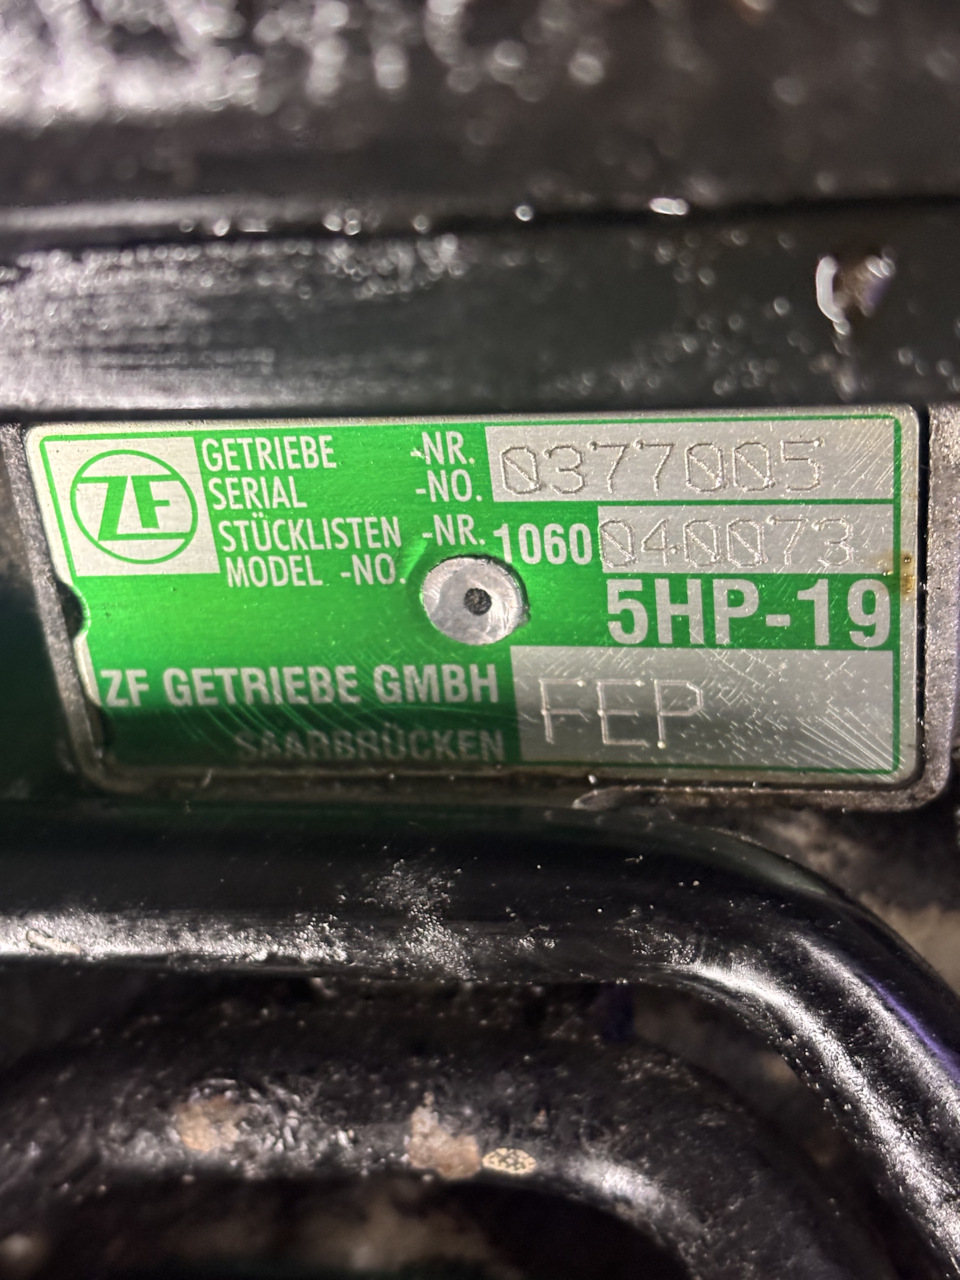 ZF
GETRIEBE -NR. 0377005
SERIAL -NO.
STÜCKLISTEN -NR. 1060 040073
MODEL -NO.
5HP-19
ZF GETRIEBE GMBH
SAARBRÜCKEN
FEP